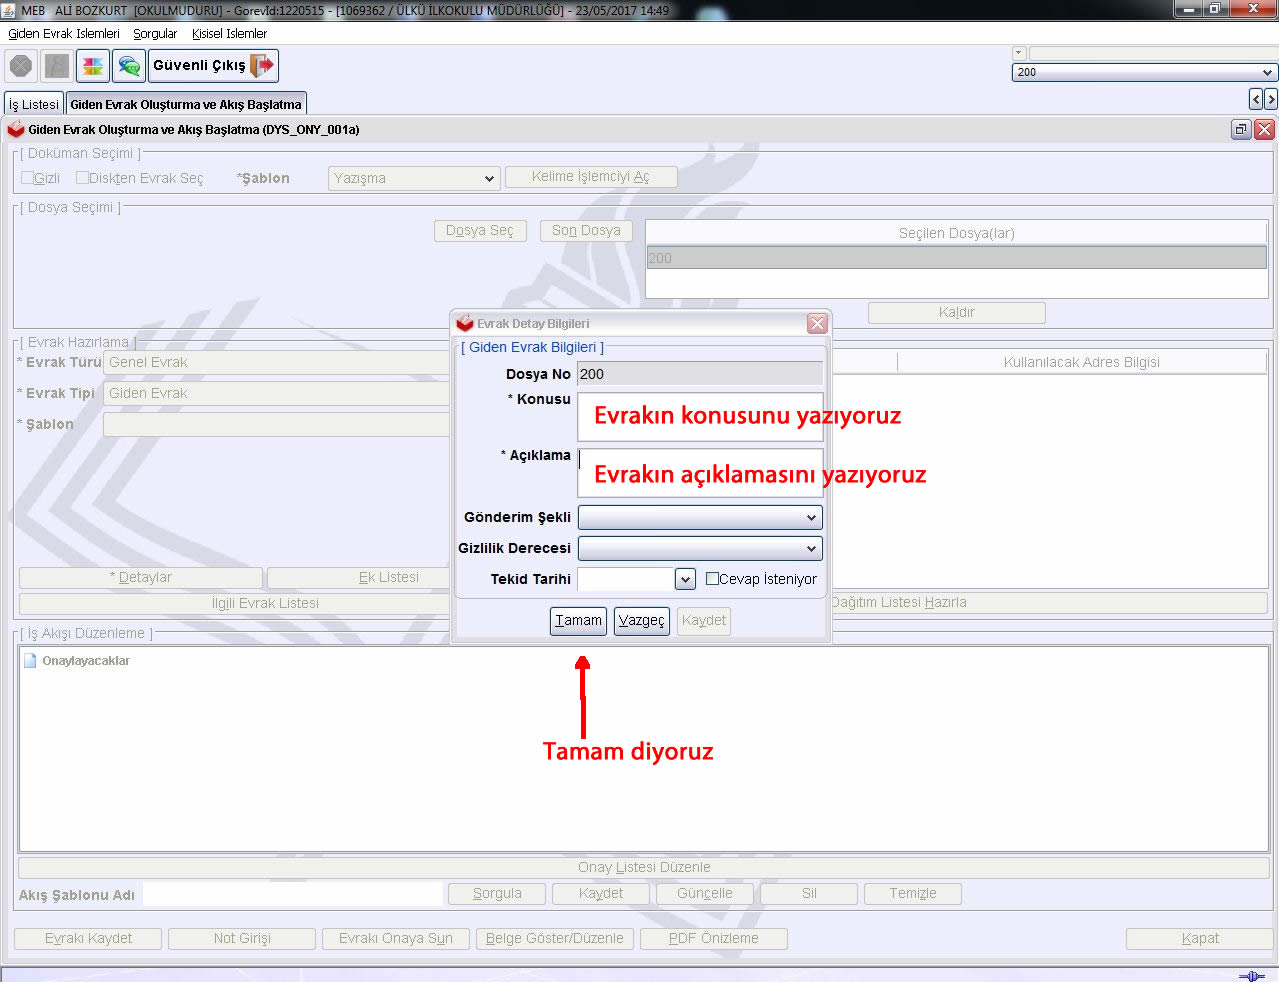 MEB ALİ BOZKURT [OKULMUDURU] - GorevId:1220515 - [1069362 / ÜLKÜ İLKOKULU MÜDÜRLÜĞÜ] - 23/05/2017 14:49
Giden Evrak Islemleri Sorgular Kisisel Islemler
Güvenli Çıkış
200
İş Listesi Giden Evrak Oluşturma ve Akış Başlatma
Giden Evrak Oluşturma ve Akış Başlatma (DYS_ONY_001a)
[ Doküman Seçimi ]
Gizli Diskten Evrak Seç *Şablon Yazışma Kelime İşlemciyi Aç
[ Dosya Seçimi ]
Dosya Seç Son Dosya Seçilen Dosya(lar)
200
Kaldır
Evrak Detay Bilgileri
[ Giden Evrak Bilgileri ]
Dosya No 200
* Konusu Evrakın konusunu yazıyoruz
* Açıklama Evrakın açıklamasını yazıyoruz
Gönderim Şekli
Gizlilik Derecesi
Tekid Tarihi Cevap İsteniyor
Tamam Vazgeç Kaydet
Tamam diyoruz
[ Evrak Hazırlama ]
* Evrak Türü Genel Evrak
* Evrak Tipi Giden Evrak
* Şablon
Kullanılacak Adres Bilgisi
* Detaylar Ek Listesi
İlgili Evrak Listesi Dağıtım Listesi Hazırla
[ İş Akışı Düzenleme ]
Onaylayacaklar
Onay Listesi Düzenle
Akış Şablonu Adı Sorgula Kaydet Güncelle Sil Temizle
Evrakı Kaydet Not Girişi Evrakı Onaya Sun Belge Göster/Düzenle PDF Önizleme Kapat